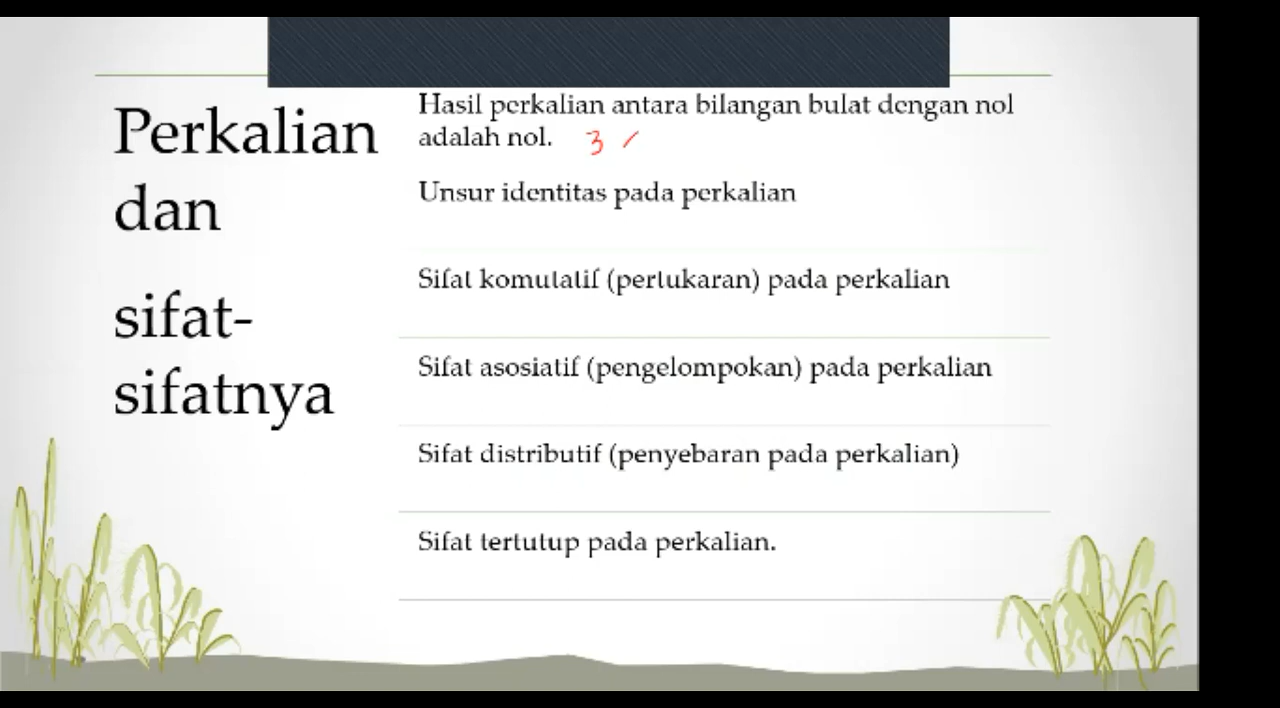 Perkalian
dan
sifat-
sifatnya
Hasil perkalian antara bilangan bulat dengan nol
adalah nol. 3
Unsur identitas pada perkalian
Sifat komutatif (pertukaran) pada perkalian
Sifat asosiatif (pengelompokan) pada perkalian
Sifat distributif (penyebaran pada perkalian)
Sifat tertutup pada perkalian.